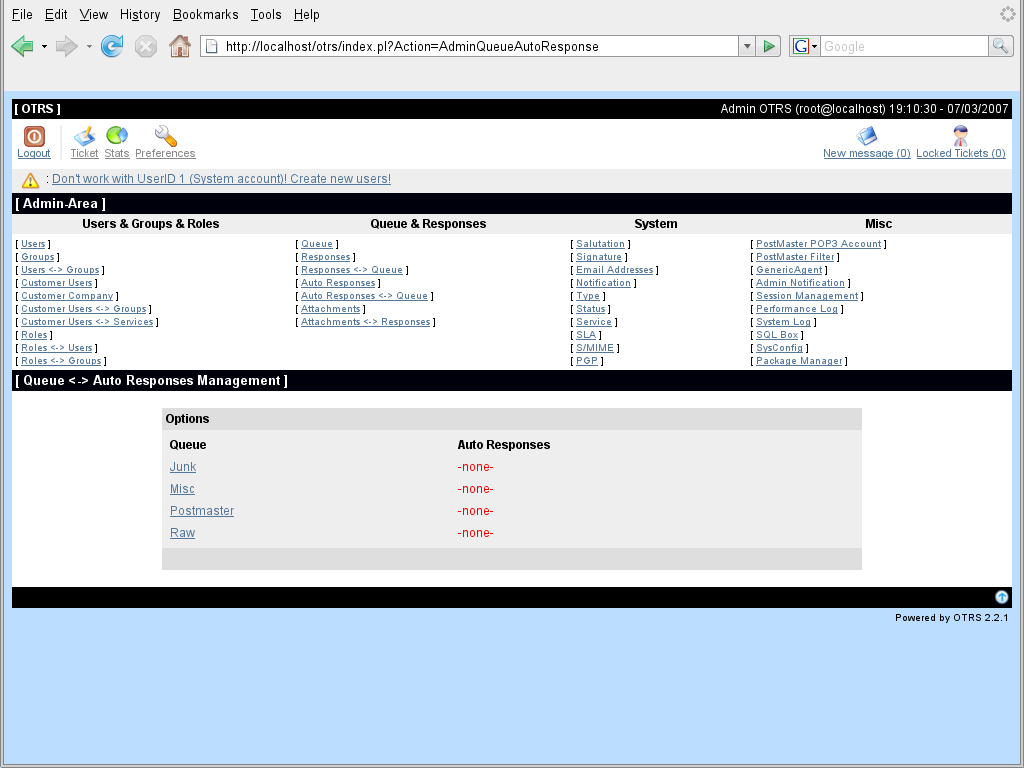 File Edit View History Bookmarks Tools Help
http://localhost/otrs/index.pl?Action=AdminQueueAutoResponse
G Google
[ OTRS ] Admin OTRS (root@localhost) 19:10:30 - 07/03/2007
Logout Ticket Stats Preferences New message (0) Locked Tickets (0)
: Don't work with UserID 1 (System account)! Create new users!
[ Admin-Area ]
Users & Groups & Roles Queue & Responses System Misc
[ Users ] [ Queue ] [ Salutation ] [ PostMaster POP3 Account ]
[ Groups ] [ Responses ] [ Signature ] [ PostMaster Filter ]
[ Users <-> Groups ] [ Responses <-> Queue ] [ Email Addresses ] [ GenericAgent ]
[ Customer Users ] [ Auto Responses ] [ Notification ] [ Admin Notification ]
[ Customer Company ] [ Auto Responses <-> Queue ] [ Type ] [ Session Management ]
[ Customer Users <-> Groups ] [ Attachments ] [ Status ] [ Performance Log ]
[ Customer Users <-> Services ] [ Attachments <-> Responses ] [ Service ] [ System Log ]
[ Roles ] [ SLA ] [ SQL Box ]
[ Roles <-> Users ] [ S/MIME ] [ SysConfig ]
[ Roles <-> Groups ] [ PGP ] [ Package Manager ]
[ Queue <-> Auto Responses Management ]
Options
Queue Auto Responses
Junk -none-
Misc -none-
Postmaster -none-
Raw -none-
Powered by OTRS 2.2.1